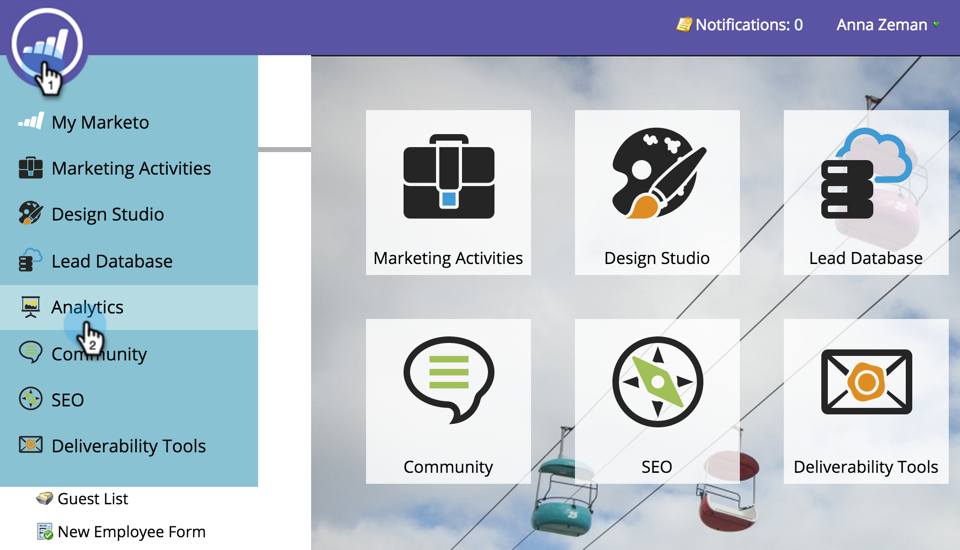 Notifications: 0
Anna Zeman
1
My Marketo
Marketing Activities
Design Studio
Lead Database
Analytics
2
Community
SEO
Deliverability Tools
Guest List
New Employee Form
Marketing Activities
Design Studio
Lead Database
Community
SEO
Deliverability Tools